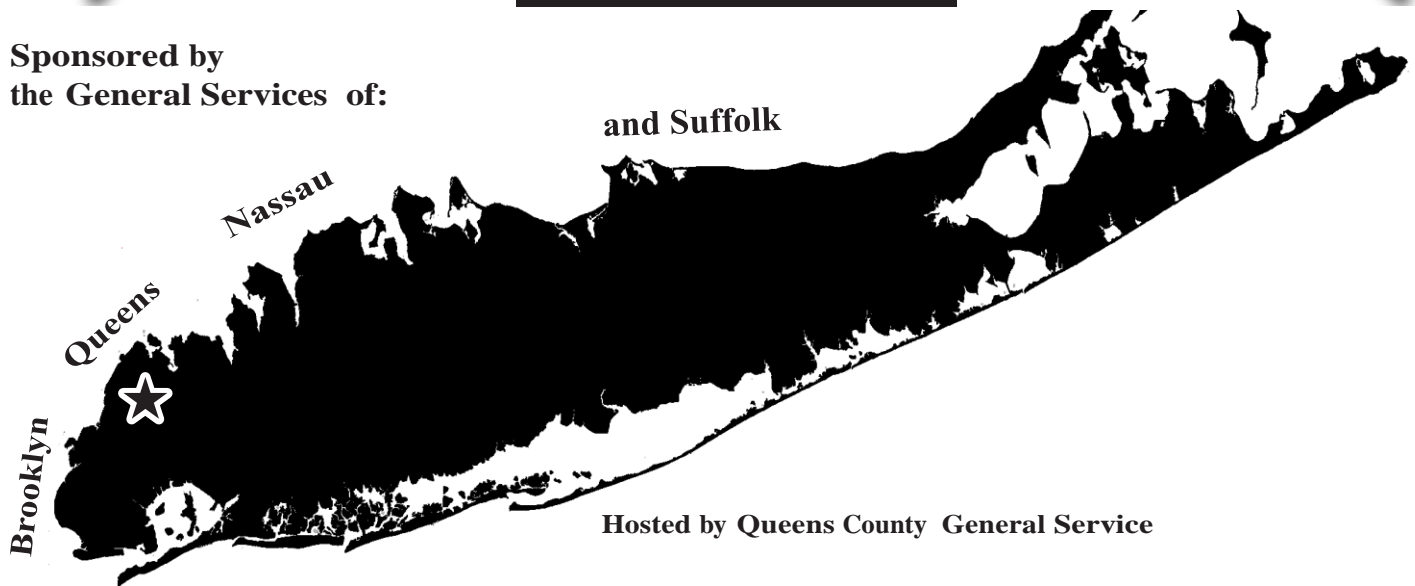 Sponsored by
the General Services of:
Brooklyn
Queens
Nassau
and Suffolk
Hosted by Queens County General Service